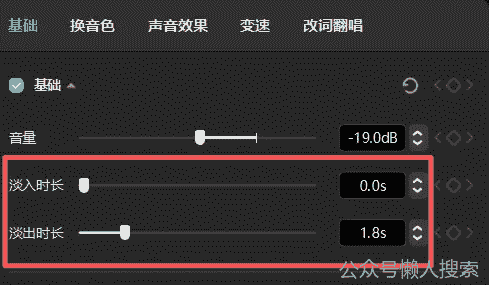 基础 换音色 声音效果 变速 改词翻唱
基础
音量 -19.0dB
淡入时长 0.0s
淡出时长 1.8s
公众号懒人搜索